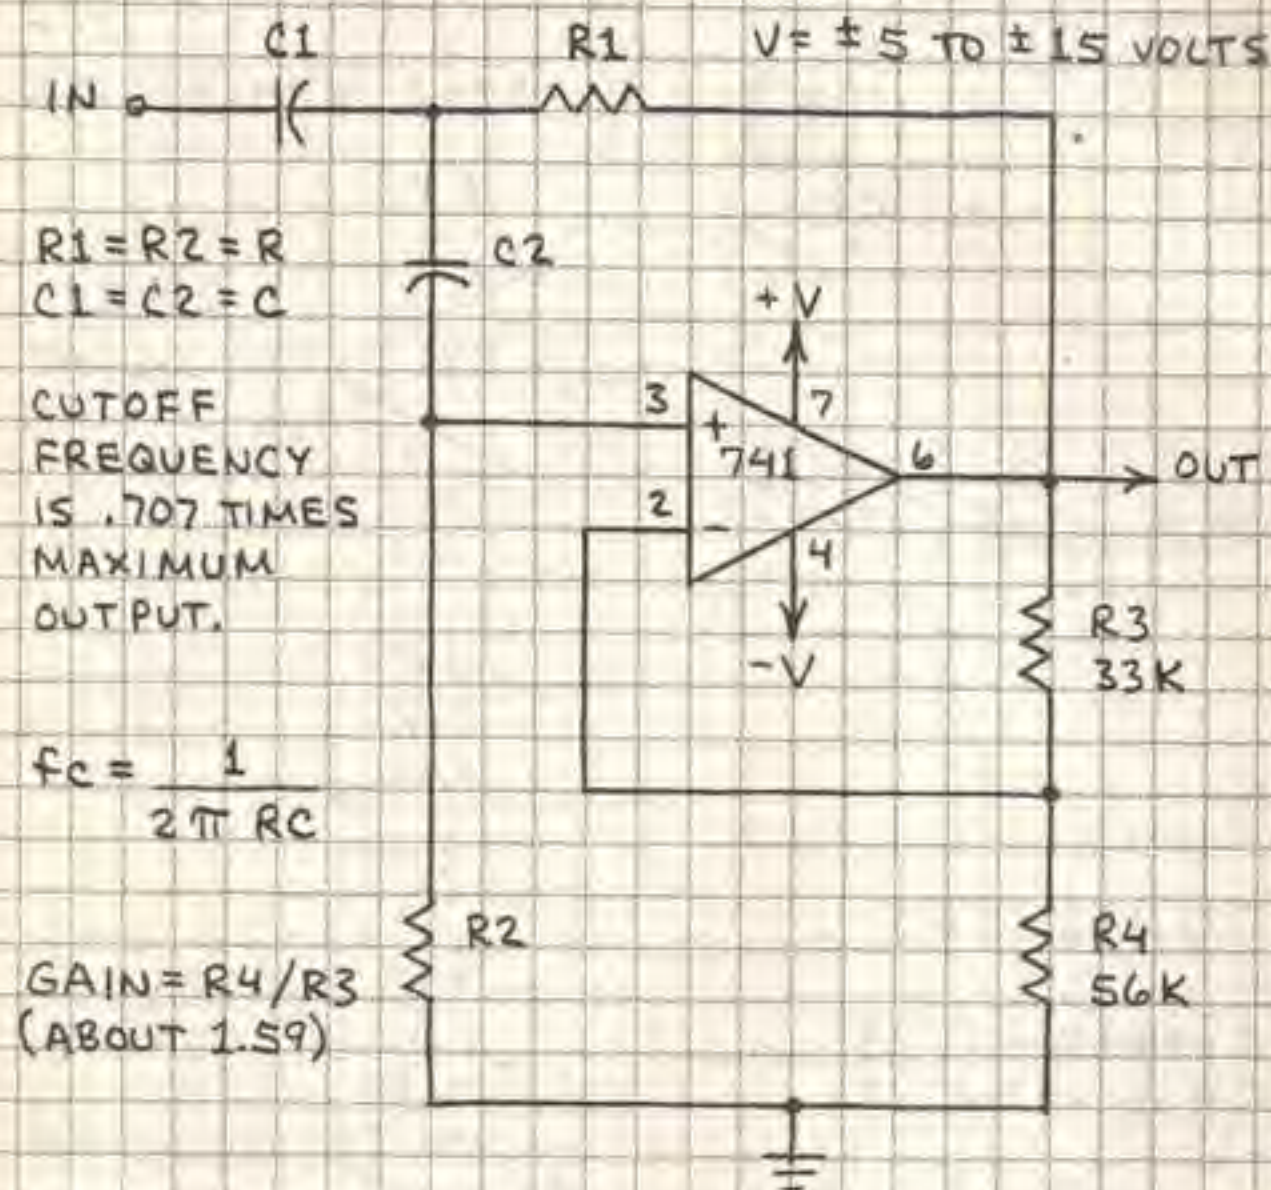 C1
R1
V = ± 5 TO ± 15 VOLTS
IN
R1 = R2 = R
C1 = C2 = C
C2
+V
CUTOFF
FREQUENCY
IS .707 TIMES
MAXIMUM
OUTPUT.
3
7
+
741
6
OUT
2
-
4
-V
R3
33K
fc = 1 / 2 π RC
R2
R4
56K
GAIN = R4/R3
(ABOUT 1.59)